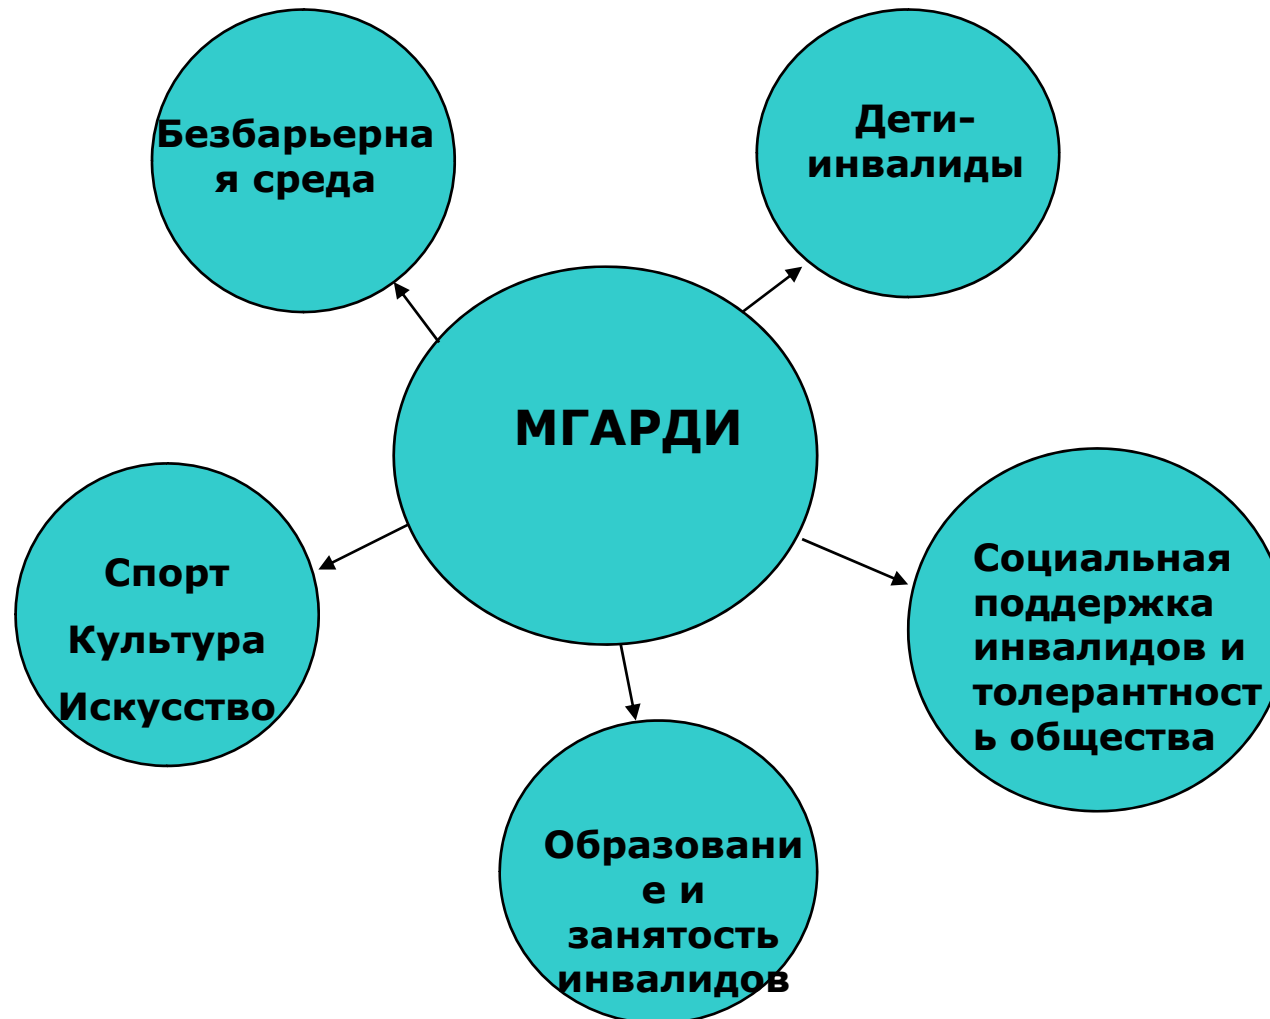 Безбарьерна
я среда
Дети-
инвалиды
МГАРДИ
Спорт
Культура
Искусство
Социальная
поддержка
инвалидов и
толерантност
ь общества
Образовани
е и
занятость
инвалидов